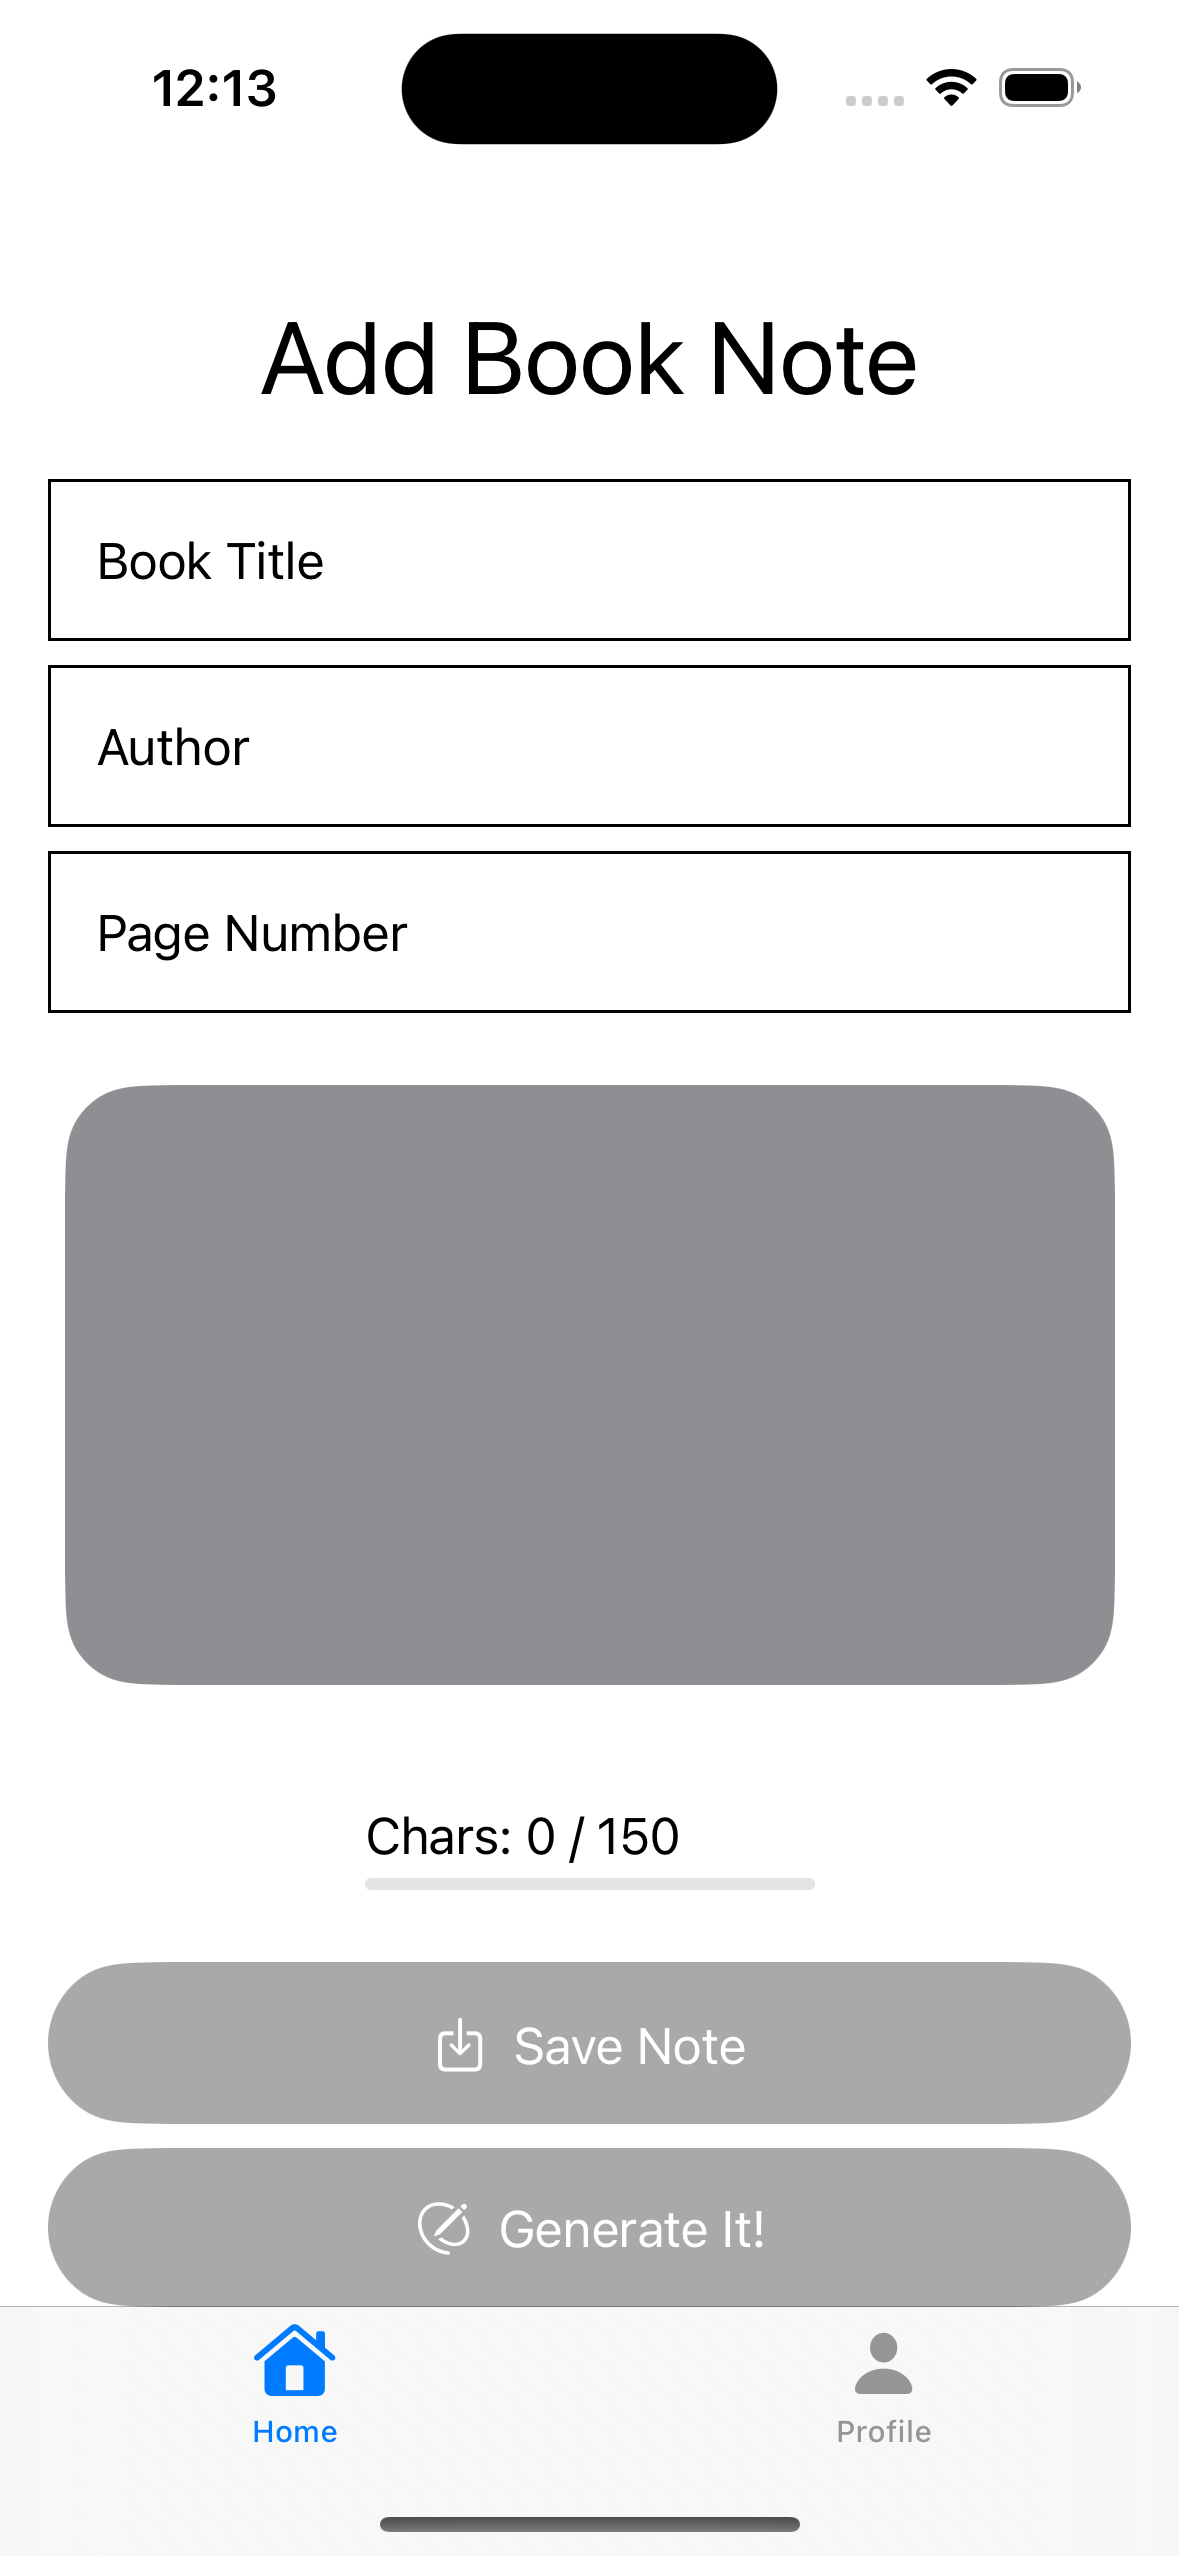 12:13
Add Book Note
Book Title
Author
Page Number
Chars: 0 / 150
Save Note
Generate It!
Home
Profile